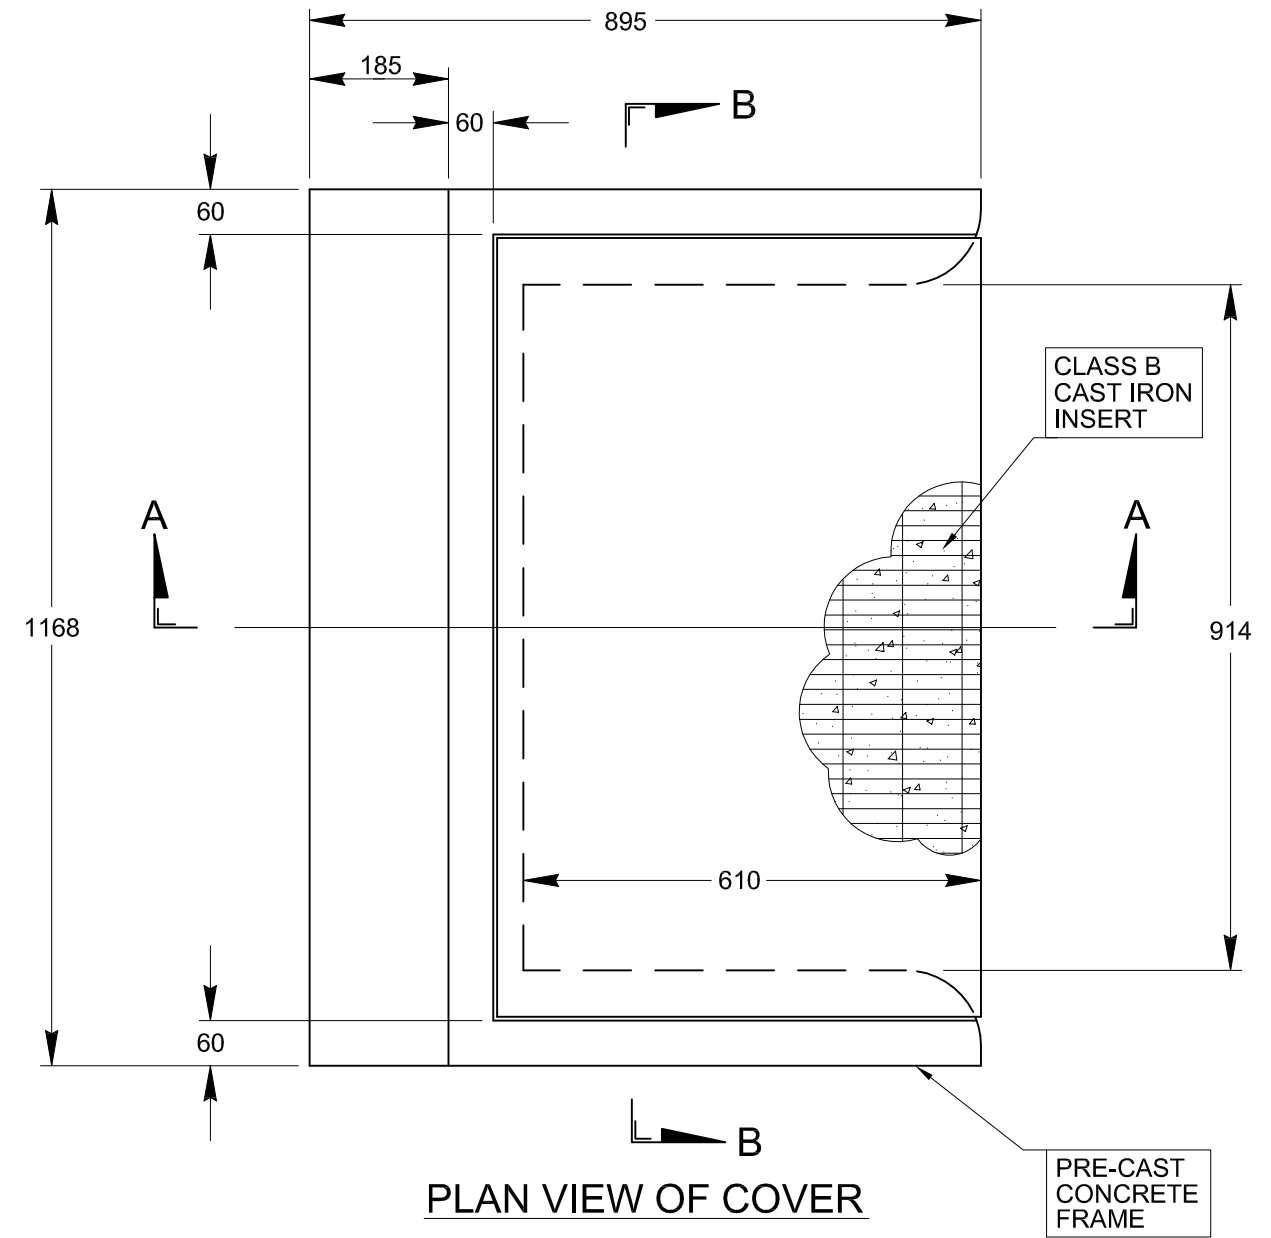 895
185
60
B
60
CLASS B
CAST IRON
INSERT
A
A
1168
914
610
60
B
PLAN VIEW OF COVER
PRE-CAST
CONCRETE
FRAME